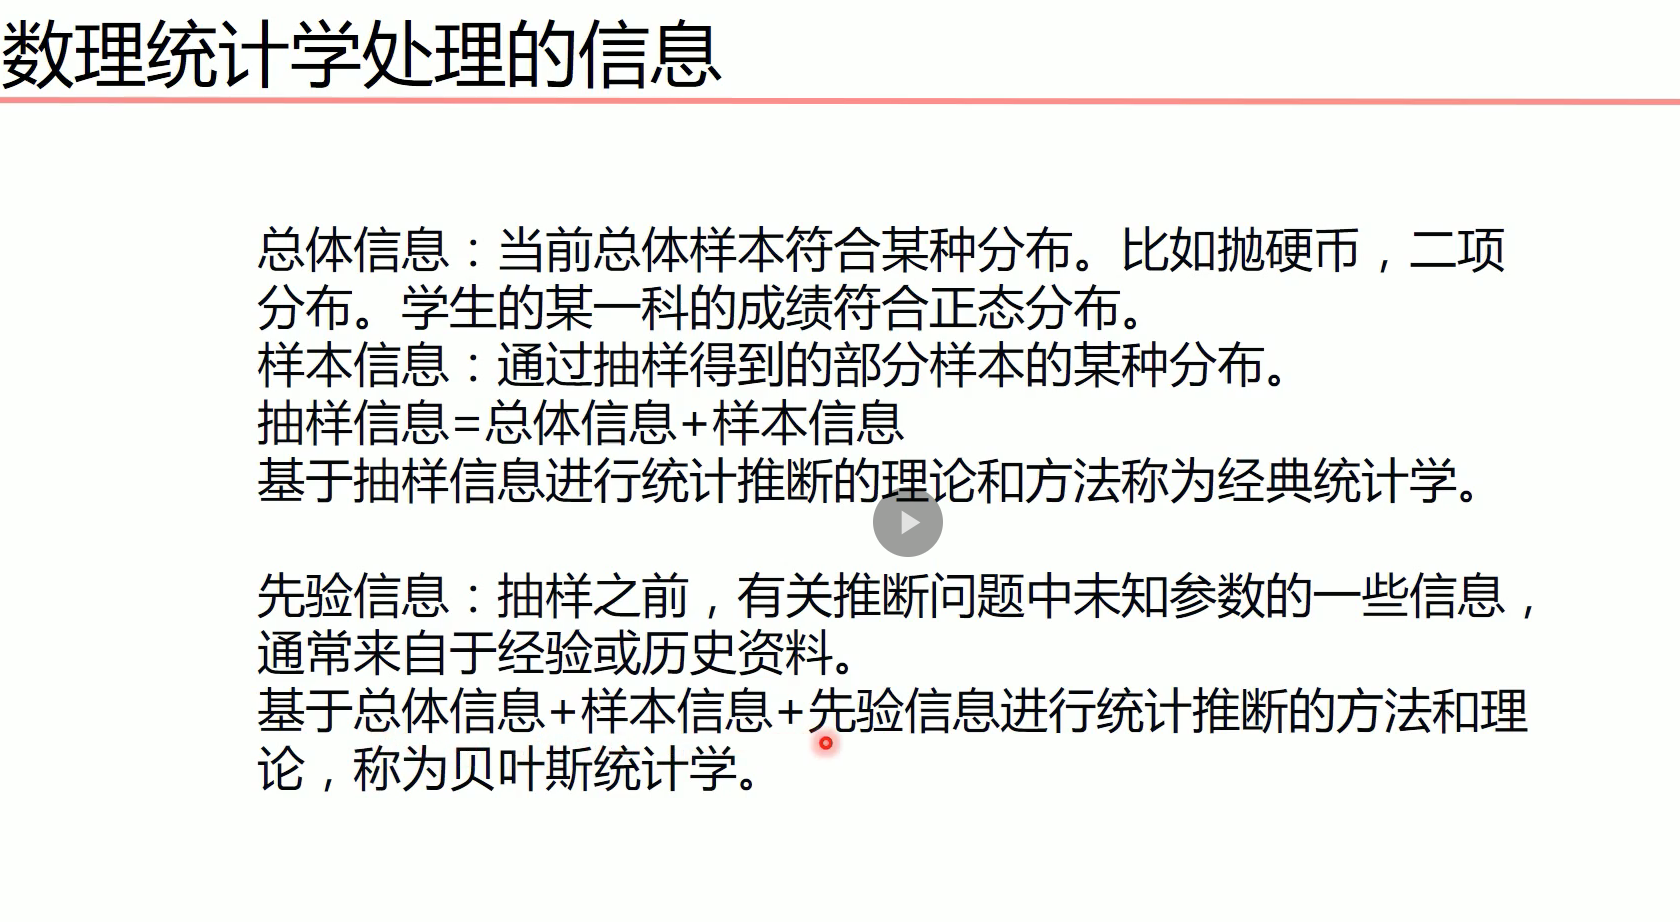 数理统计学处理的信息
总体信息：当前总体样本符合某种分布。比如抛硬币，二项
分布。学生的某一科的成绩符合正态分布。
样本信息：通过抽样得到的部分样本的某种分布。
抽样信息=总体信息+样本信息
基于抽样信息进行统计推断的理论和方法称为经典统计学。
先验信息：抽样之前，有关推断问题中未知参数的一些信息，
通常来自于经验或历史资料。
基于总体信息+样本信息+先验信息进行统计推断的方法和理
论，称为贝叶斯统计学。